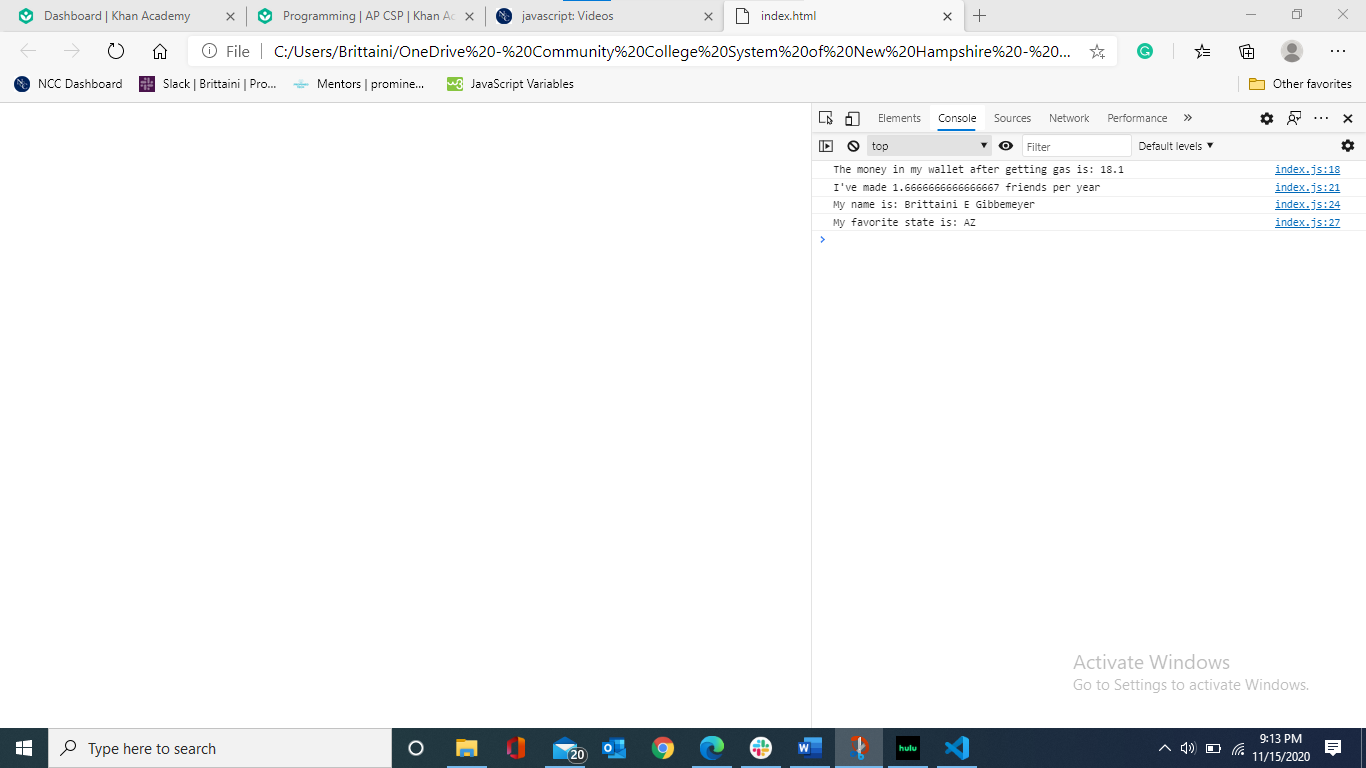 Dashboard | Khan Academy
Programming | AP CSP | Khan Ac
javascript: Videos
index.html
File
C:/Users/Brittaini/OneDrive%20-%20Community%20College%20System%20of%20New%20Hampshire%20-%20...
NCC Dashboard
Slack | Brittaini | Pro...
Mentors | promine...
JavaScript Variables
Other favorites
Elements
Console
Sources
Network
Performance
top
Filter
Default levels
The money in my wallet after getting gas is: 18.1
index.js:18
I've made 1.6666666666666667 friends per year
index.js:21
My name is: Brittaini E Gibbemeyer
index.js:24
My favorite state is: AZ
index.js:27
Activate Windows
Go to Settings to activate Windows.
Type here to search
20
hulu
9:13 PM
11/15/2020